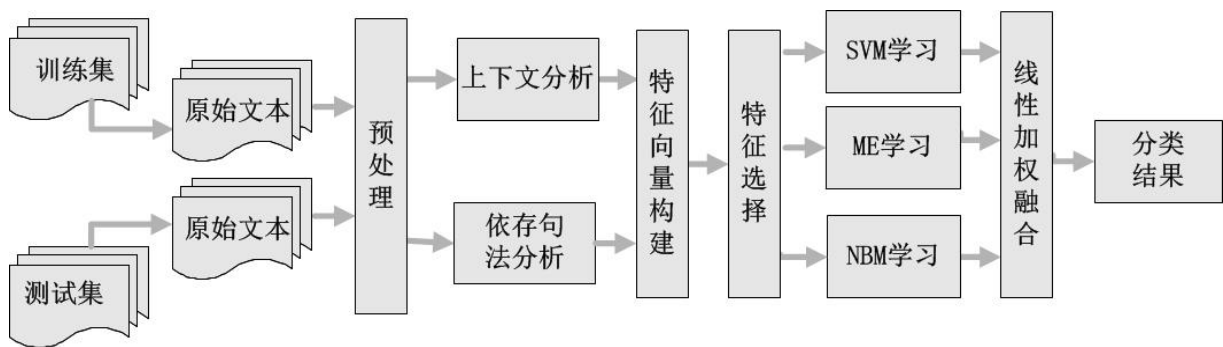 训练集
原始文本
测试集
原始文本
预处理
上下文分析
依存句
法分析
特征向量构建
特征选择
SVM学习
ME学习
NBM学习
线性加权融合
分类
结果